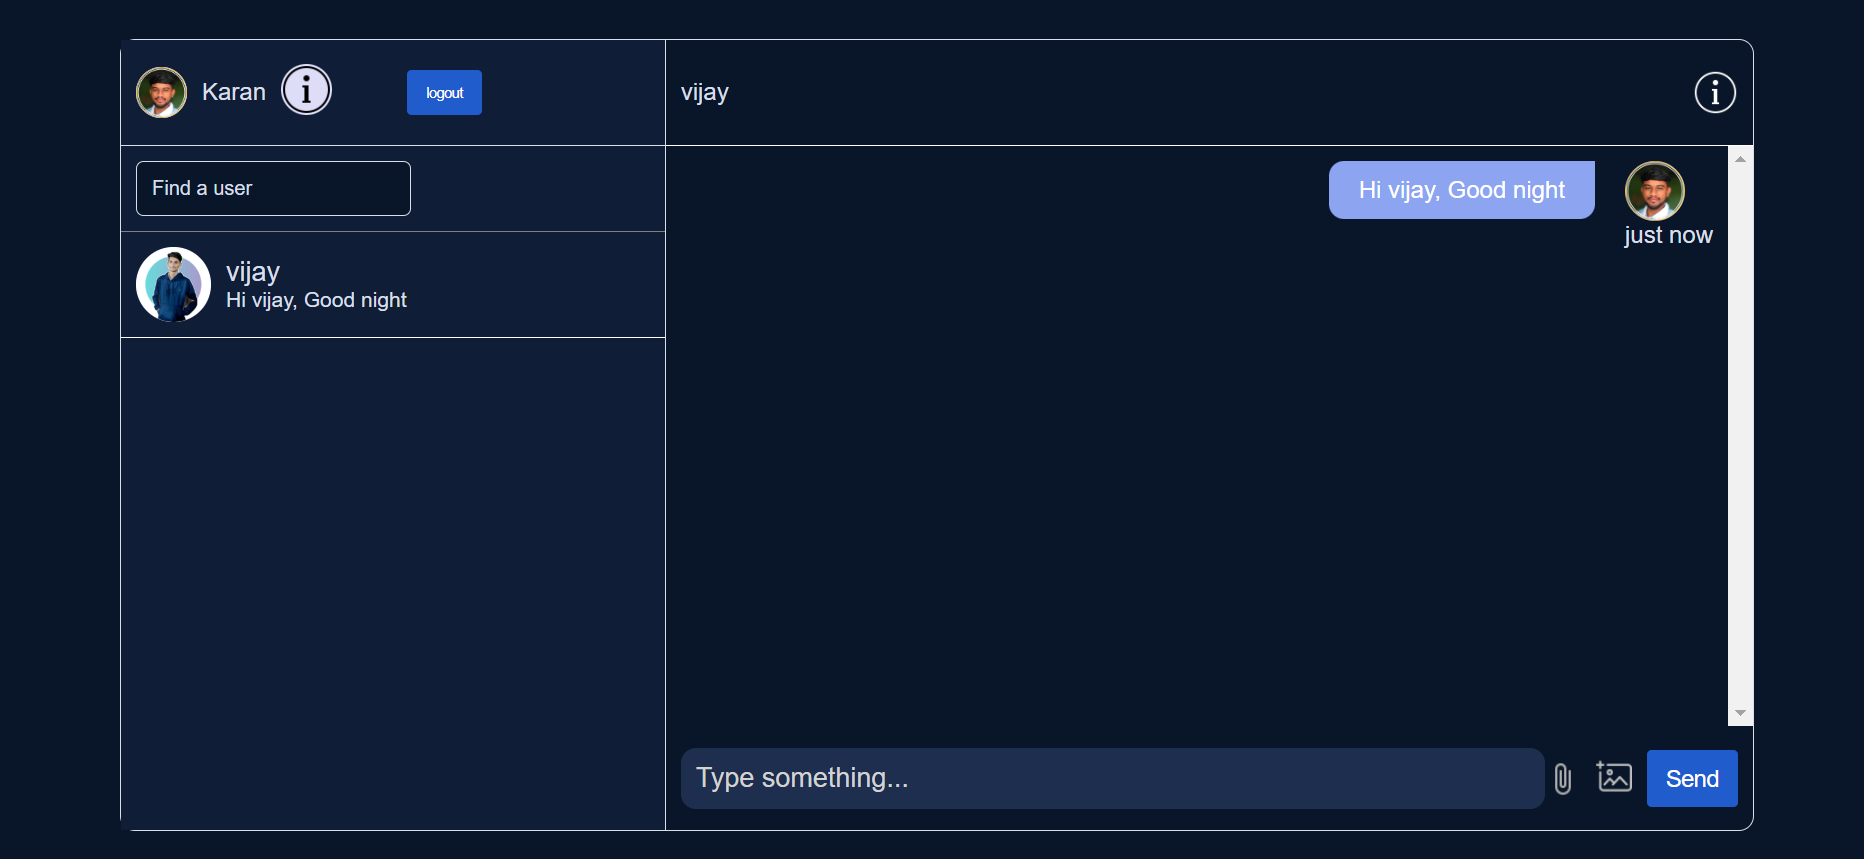 Karan
i
logout
vijay
i
Find a user
vijay
Hi vijay, Good night
Hi vijay, Good night
just now
Type something...
Send